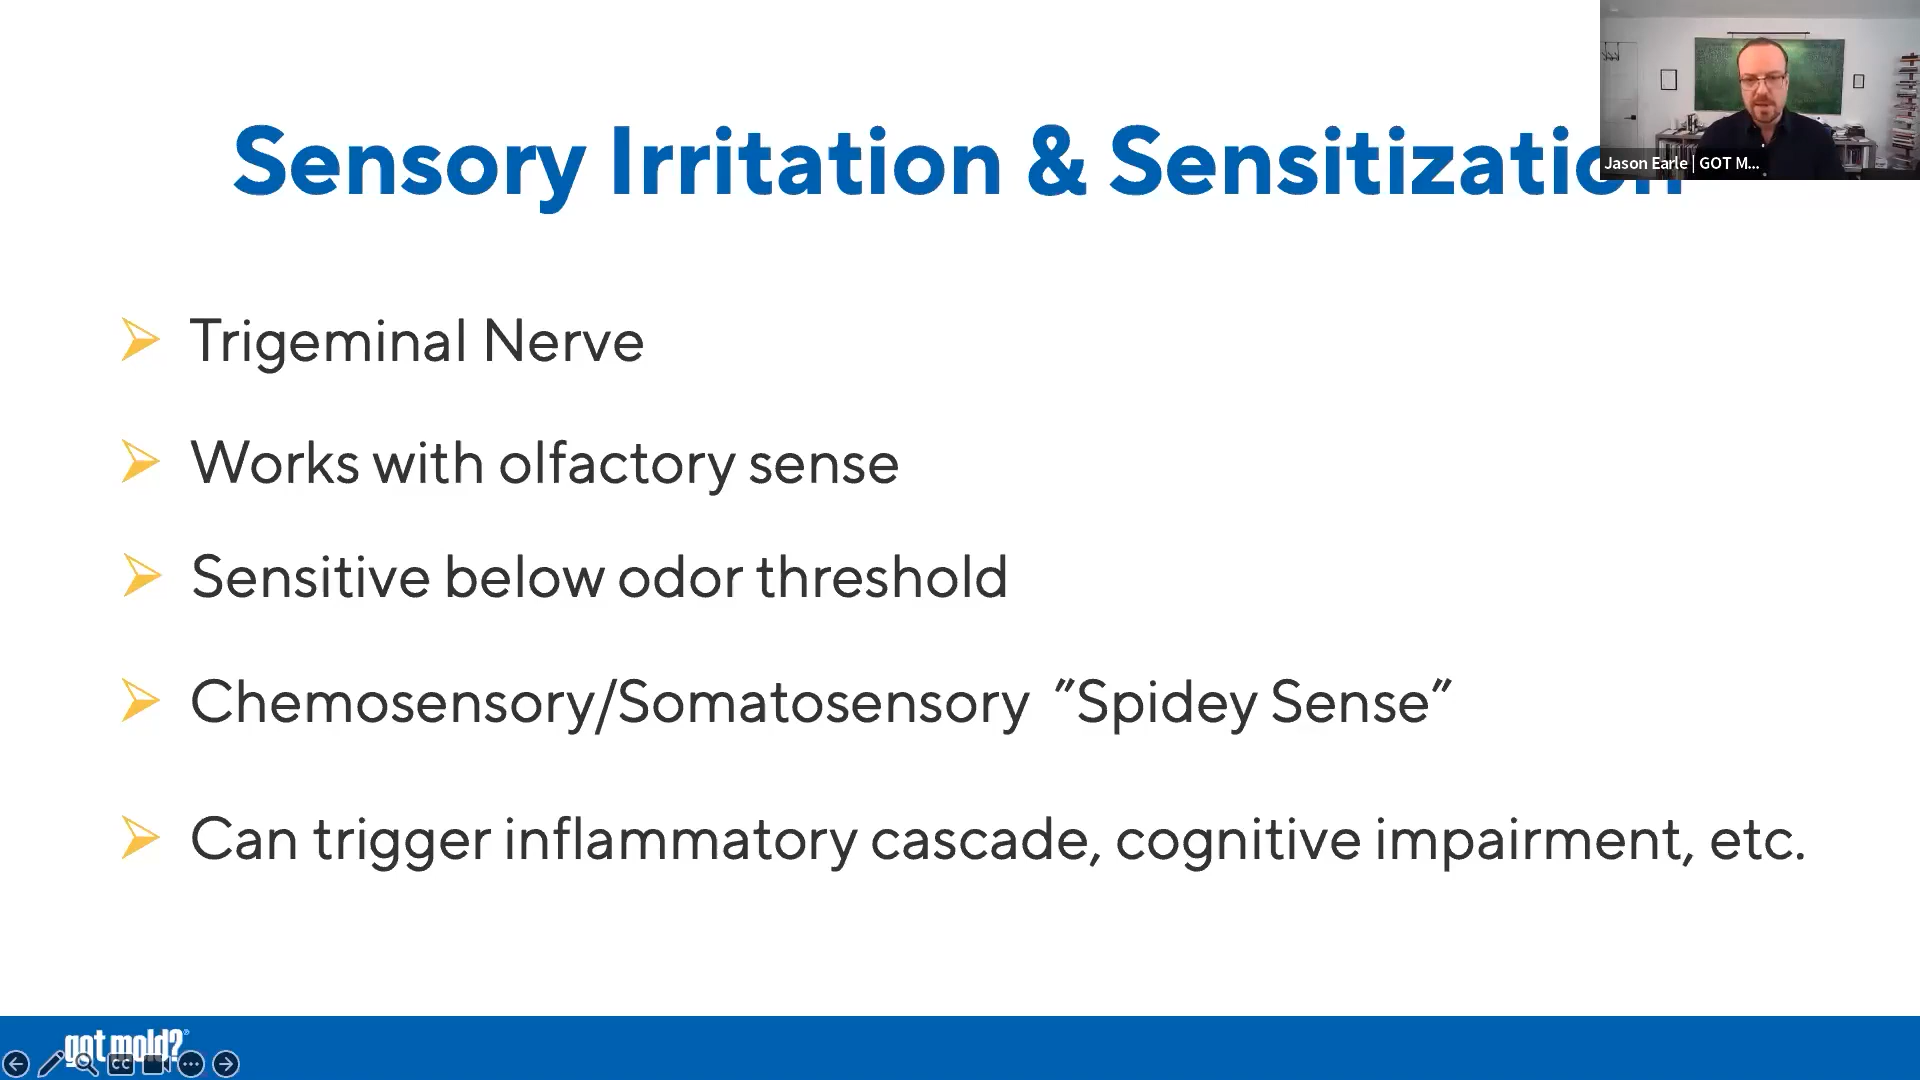 Sensory Irritation & Sensitization
Jason Earle | GOT M...
Trigeminal Nerve
Works with olfactory sense
Sensitive below odor threshold
Chemosensory/Somatosensory "Spidey Sense"
Can trigger inflammatory cascade, cognitive impairment, etc.
got mold?®
CC